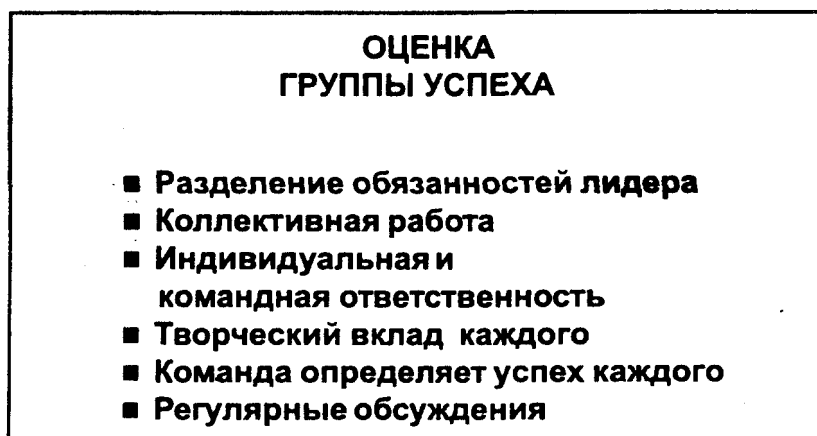 ОЦЕНКА
ГРУППЫ УСПЕХА
■ Разделение обязанностей лидера
■ Коллективная работа
■ Индивидуальная и
командная ответственность
■ Творческий вклад каждого
■ Команда определяет успех каждого
■ Регулярные обсуждения